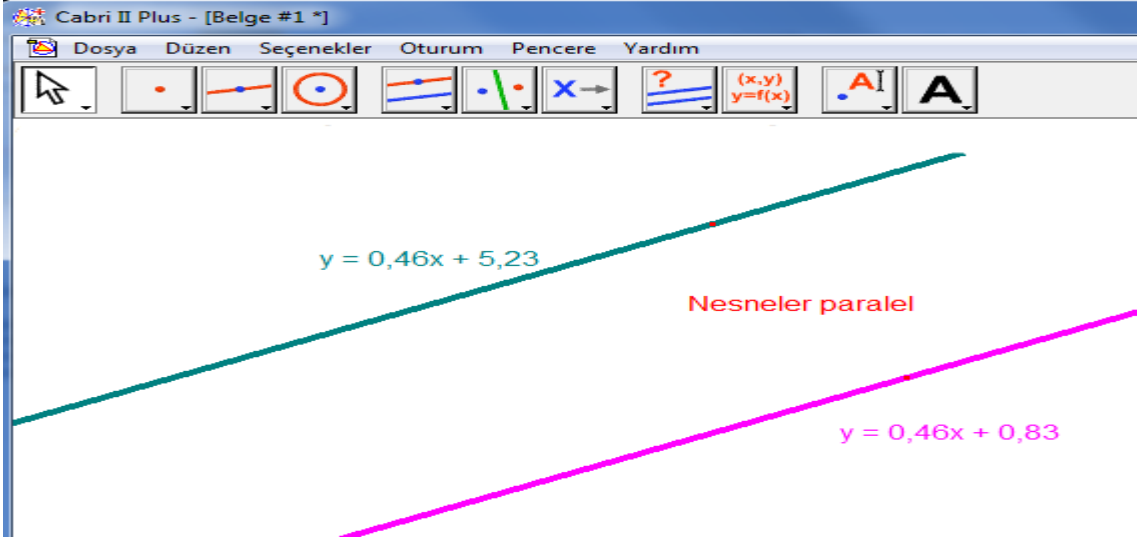 Cabri II Plus - [Belge #1 *]
Dosya Düzen Seçenekler Oturum Pencere Yardım
? (x,y) A A
y=f(x)
y = 0,46x + 5,23
Nesneler paralel
y = 0,46x + 0,83